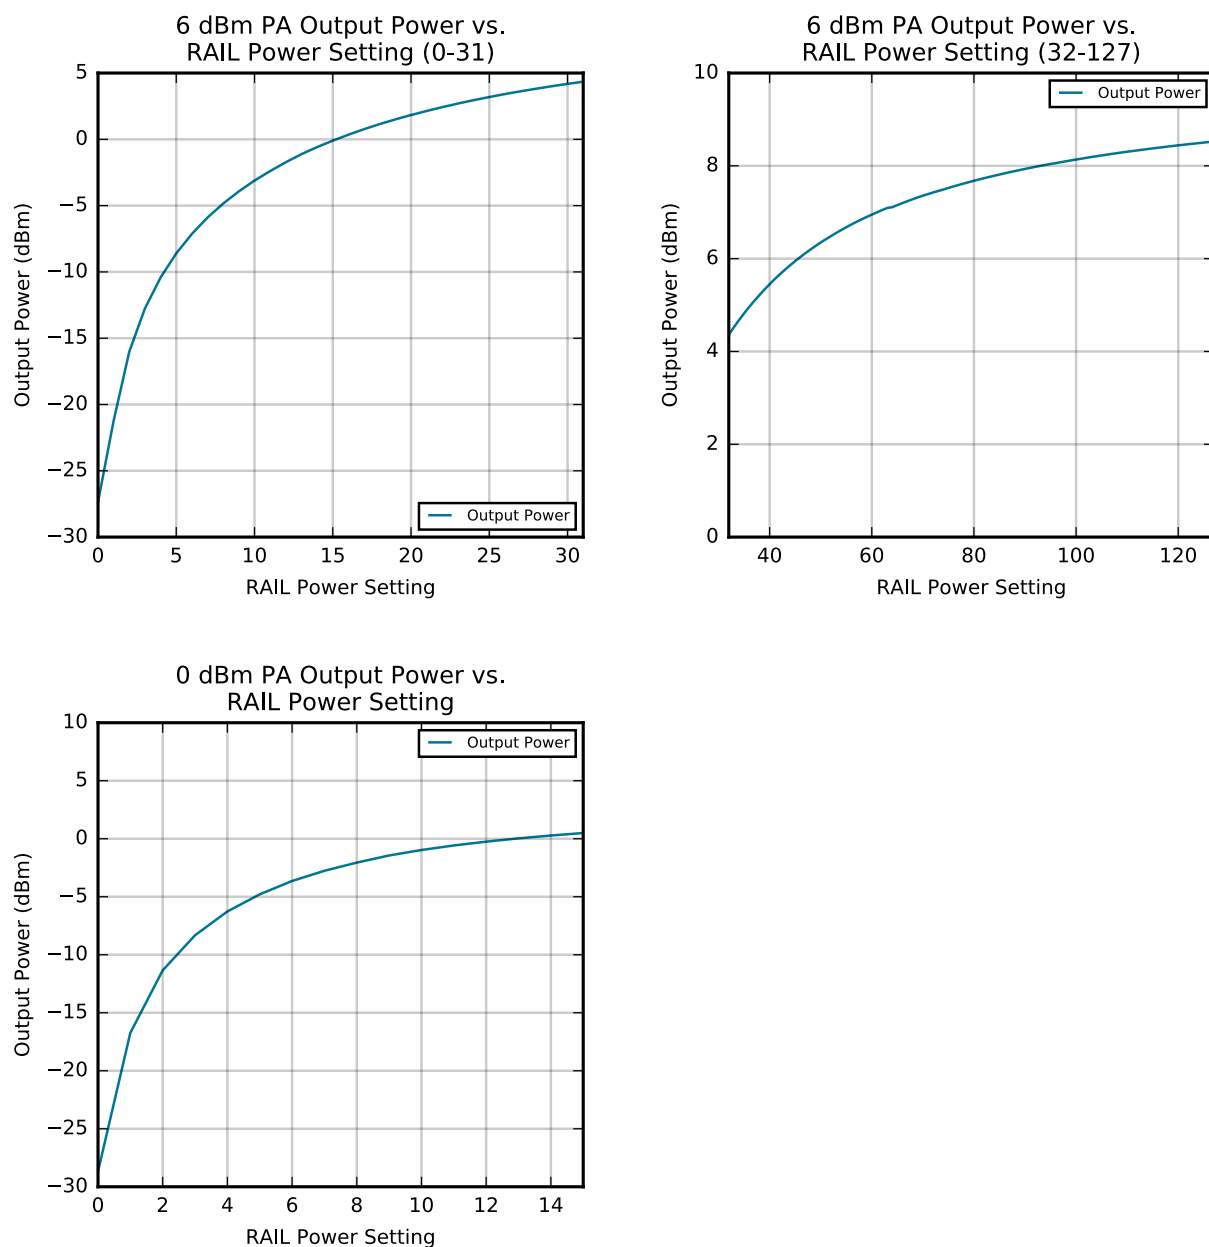 6 dBm PA Output Power vs.
RAIL Power Setting (0-31)
5
0
−5
−10
−15
−20
−25
−30
Output Power (dBm)
Output Power
0 5 10 15 20 25 30
RAIL Power Setting
6 dBm PA Output Power vs.
RAIL Power Setting (32-127)
10
8
6
4
2
0
Output Power (dBm)
Output Power
40 60 80 100 120
RAIL Power Setting
0 dBm PA Output Power vs.
RAIL Power Setting
10
5
0
−5
−10
−15
−20
−25
−30
Output Power (dBm)
Output Power
0 2 4 6 8 10 12 14
RAIL Power Setting